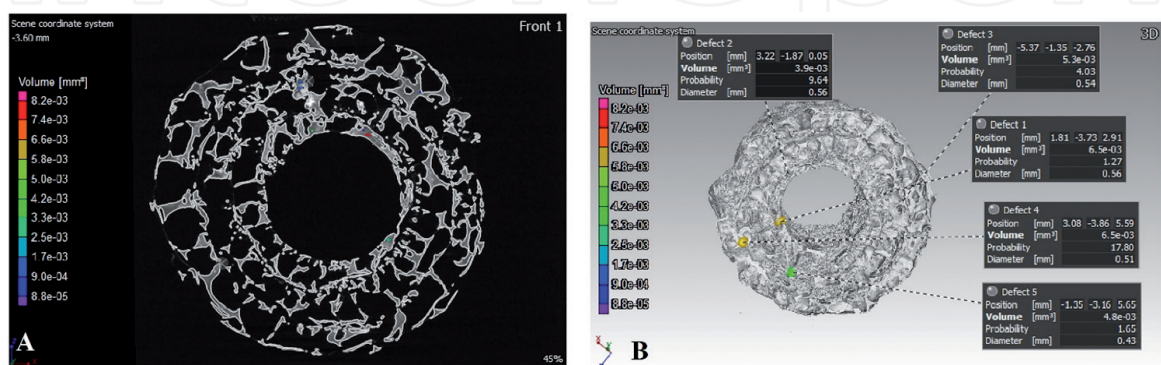 Scene coordinate system
-3.60 mm
Front 1
Volume [mm³]
8.2e-03
7.4e-03
6.6e-03
5.8e-03
5.0e-03
4.2e-03
3.3e-03
2.5e-03
1.7e-03
9.0e-04
8.8e-05
A
45%
Scene coordinate system
3D
Volume [mm³]
8.2e-03
7.4e-03
6.6e-03
5.8e-03
5.0e-03
4.2e-03
3.3e-03
2.5e-03
1.7e-03
9.0e-04
8.8e-05
Defect 2
Position [mm] 3.22 -1.87 0.05
Volume [mm³] 3.9e-03
Probability 9.64
Diameter [mm] 0.56
Defect 3
Position [mm] -5.37 -1.35 -2.76
Volume [mm³] 5.3e-03
Probability 4.03
Diameter [mm] 0.54
Defect 1
Position [mm] 1.81 -3.73 2.91
Volume [mm³] 6.5e-03
Probability 1.27
Diameter [mm] 0.56
Defect 4
Position [mm] 3.08 -3.86 5.59
Volume [mm³] 6.5e-03
Probability 17.80
Diameter [mm] 0.51
Defect 5
Position [mm] -1.35 -3.16 5.65
Volume [mm³] 4.8e-03
Probability 1.65
Diameter [mm] 0.43
X
Y
B